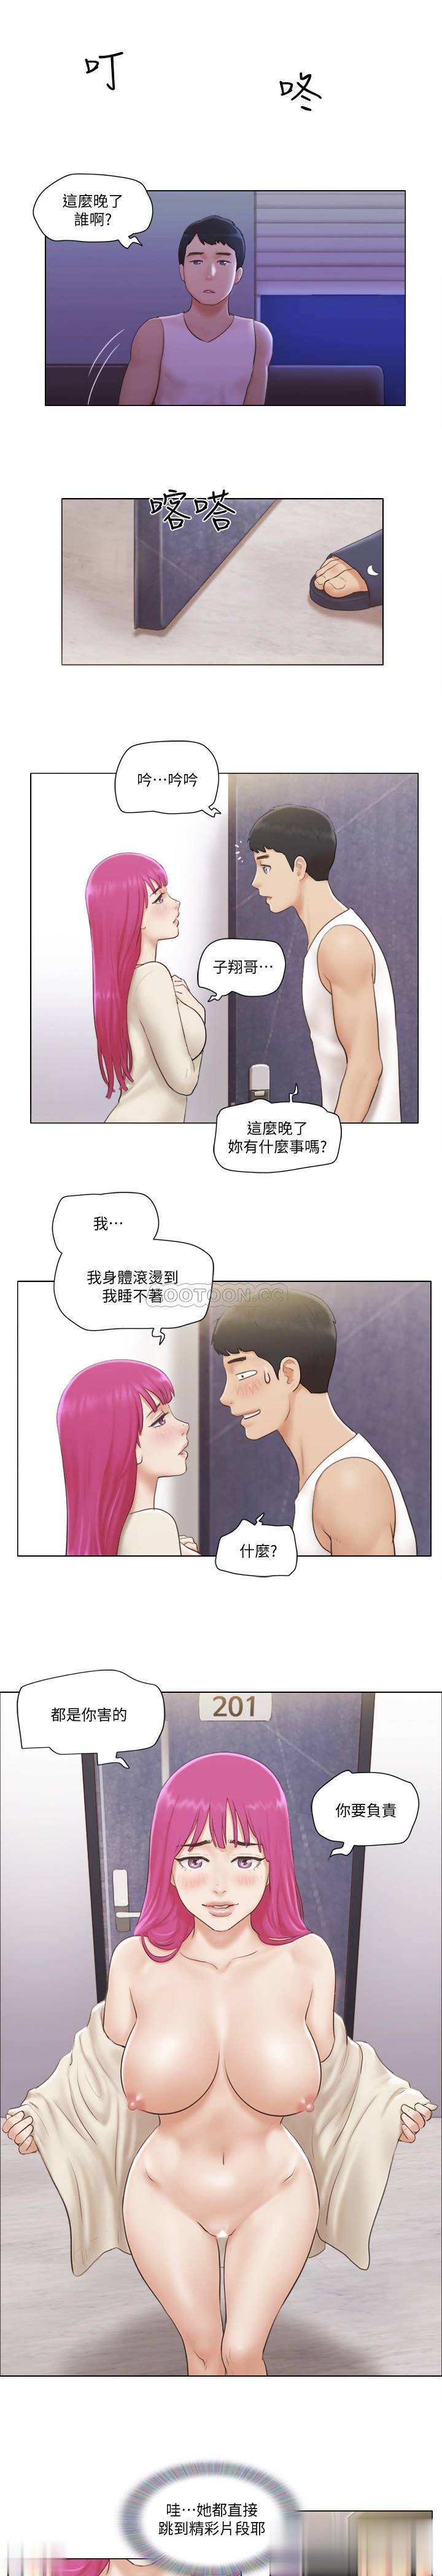 叮
咚
這麼晚了
誰啊?
喀嗒
吟⋯吟吟
子翔哥⋯
這麼晚了
妳有什麼事嗎?
我⋯
我身體滾燙到
我睡不著
什麼?
都是你害的
201
你要負責
哇⋯她都直接
跳到精彩片段耶